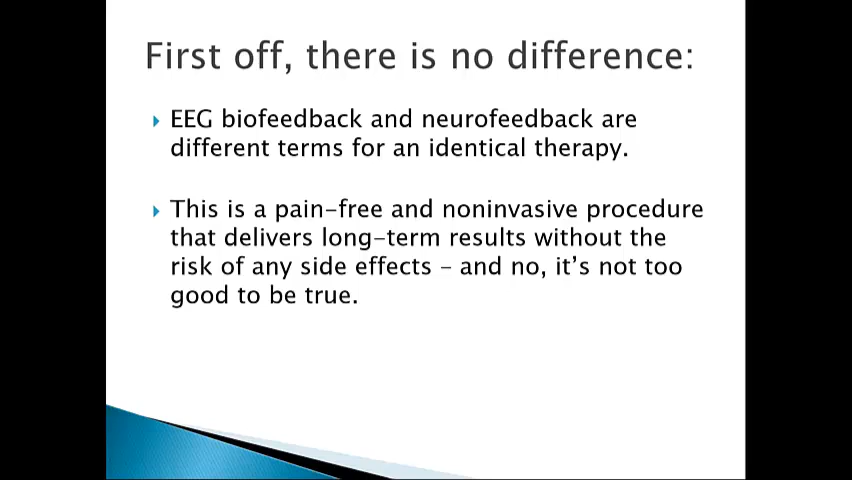 First off, there is no difference:
EEG biofeedback and neurofeedback are
different terms for an identical therapy.
This is a pain-free and noninvasive procedure
that delivers long-term results without the
risk of any side effects – and no, it's not too
good to be true.